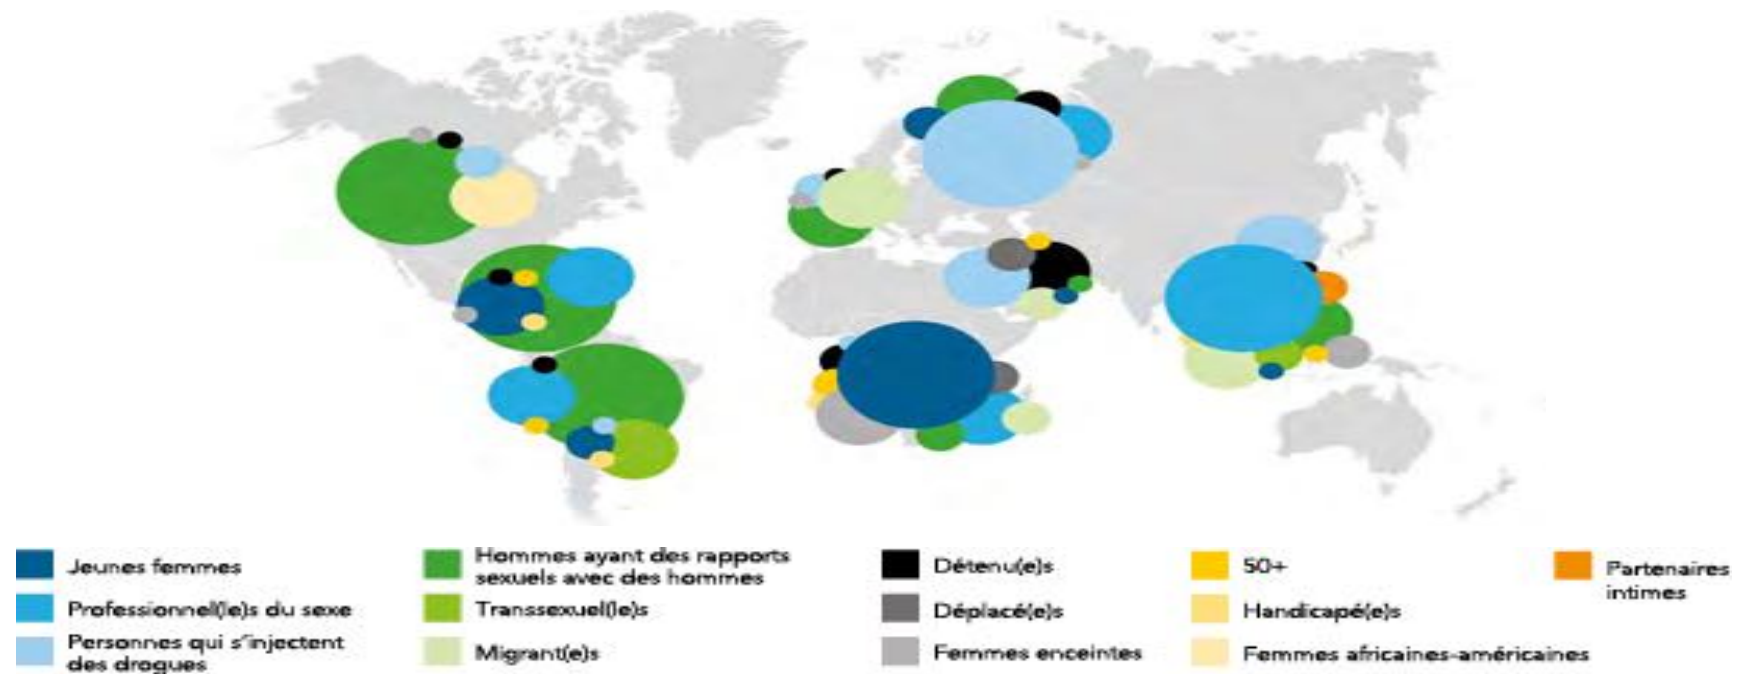 Jeunes femmes
Professionnel(le)s du sexe
Personnes qui s'injectent
des drogues
Hommes ayant des rapports
sexuels avec des hommes
Transsexuel(le)s
Migrant(e)s
Détenu(e)s
Déplacé(e)s
Femmes enceintes
50+
Handicapé(e)s
Femmes africaines-américaines
Partenaires
intimes